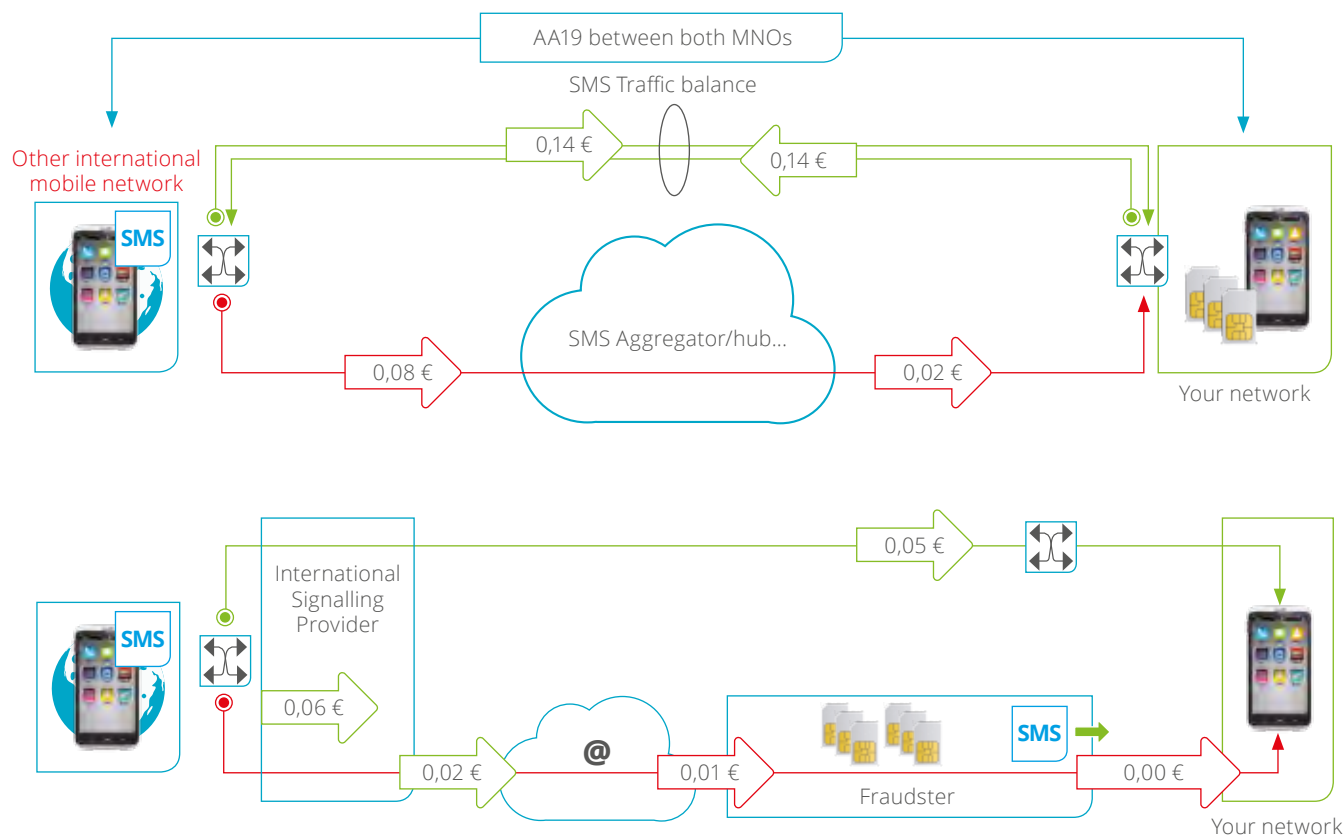 AA19 between both MNOs
SMS Traffic balance
0,14 €
0,14 €
Other international
mobile network
SMS
SMS Aggregator/hub...
0,08 €
0,02 €
Your network
0,05 €
International
Signalling
Provider
SMS
0,06 €
@
SMS
0,02 €
0,01 €
0,00 €
Fraudster
Your network